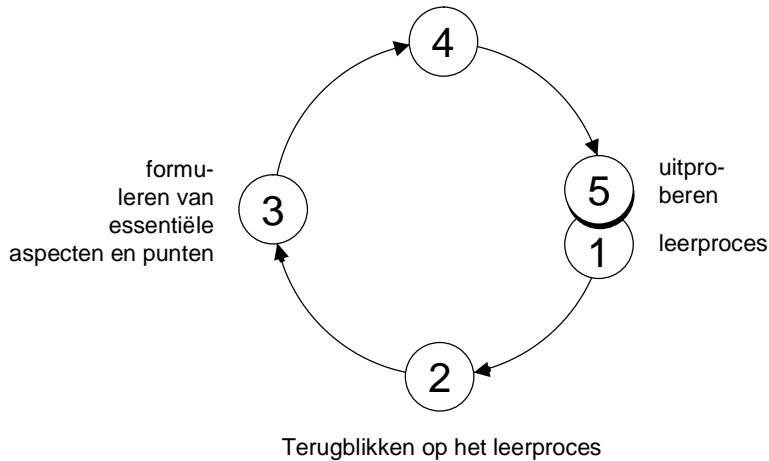 4
formu-
leren van
essentiële
aspecten en punten
3
5
uitpro-
beren
1
leerproces
2
Terugblikken op het leerproces